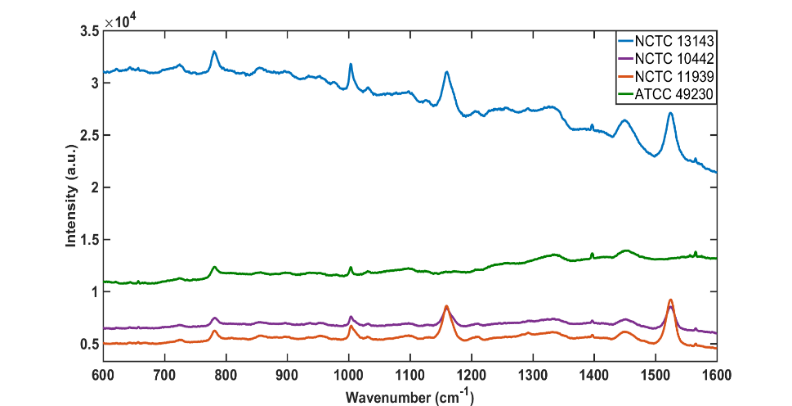 ×10⁴
3.5
3
2.5
2
1.5
1
0.5
Intensity (a.u.)
NCTC 13143
NCTC 10442
NCTC 11939
ATCC 49230
600 700 800 900 1000 1100 1200 1300 1400 1500 1600
Wavenumber (cm⁻¹)